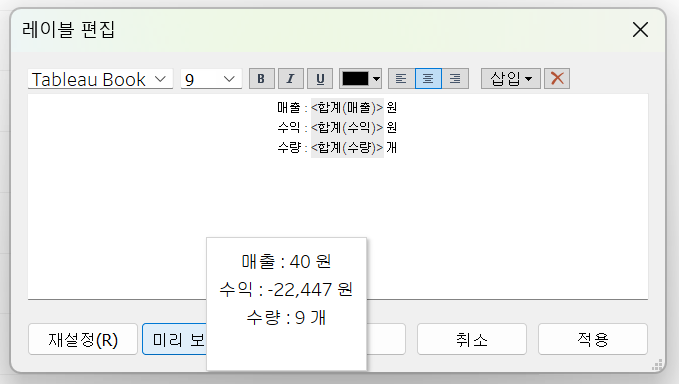 레이블 편집
Tableau Book 9 B I U 삽입
매출 : <합계(매출)> 원
수익 : <합계(수익)> 원
수량 : <합계(수량)> 개
매출 : 40 원
수익 : -22,447 원
수량 : 9 개
재설정(R) 미리 보 취소 적용